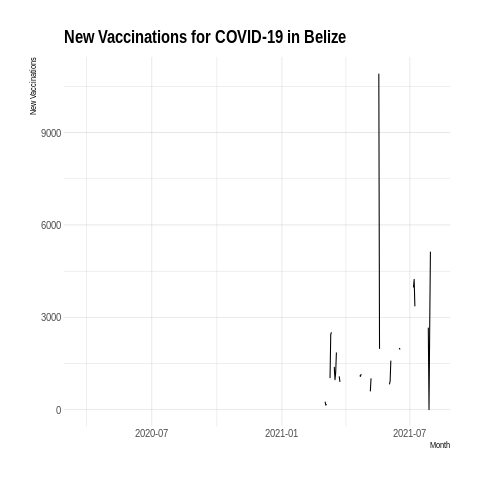 New Vaccinations for COVID-19 in Belize
New Vaccinations
9000
6000
3000
0
2020-07
2021-01
2021-07
Month